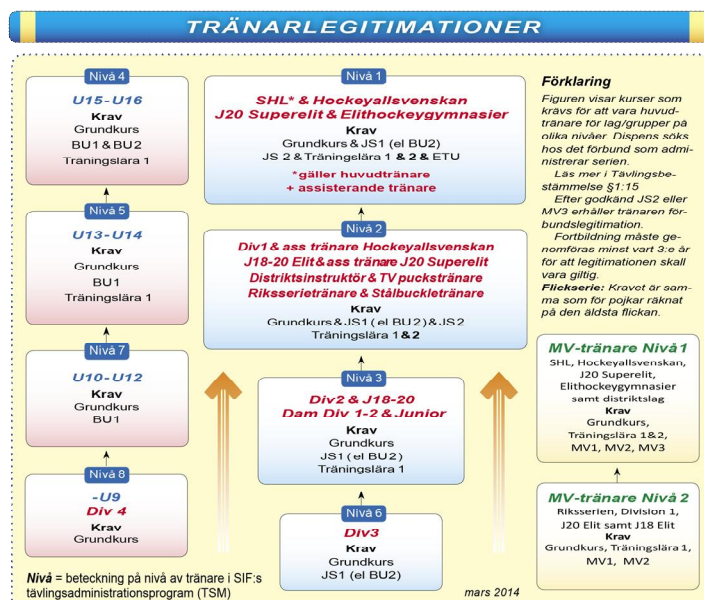 TRÄNARLEGITIMATIONER
Nivå 4
U15-U16
Krav
Grundkurs
BU1 & BU2
Träningslära 1
Nivå 5
U13-U14
Krav
Grundkurs
BU1
Träningslära 1
Nivå 7
U10-U12
Krav
Grundkurs
BU1
Nivå 8
-U9
Div 4
Krav
Grundkurs
Nivå = beteckning på nivå av tränare i SIF:s
tävlingsadministrationsprogram (TSM)
Nivå 1
SHL* & Hockeyallsvenskan
J20 Superelit & Elithockeygymnasier
Krav
Grundkurs & JS1 (el BU2)
JS 2 & Träningslära 1 & 2 & ETU
*gäller huvudtränare
+ assisterande tränare
Nivå 2
Div1 & ass tränare Hockeyallsvenskan
J18-20 Elit & ass tränare J20 Superelit
Distriktsinstruktör & TV puckstränare
Riksserietränare & Stålbuckletränare
Krav
Grundkurs & JS1 ( el BU2) & JS2
Träningslära 1&2
Nivå 3
Div2 & J18-20
Dam Div 1-2 & Junior
Krav
Grundkurs
JS1 (el BU2)
Träningslära 1
Nivå 6
Div3
Krav
Grundkurs
JS1 (el BU2)
Förklaring
Figuren visar kurser som
krävs för att vara huvud-
tränare för lag/grupper på
olika nivåer. Dispens söks
hos det förbund som admi-
nistrerar serien.
Läs mer i Tävlingsbe-
stämmelse §1:15
Efter godkänd JS2 eller
MV3 erhåller tränaren för-
bundslegitimation.
Fortbildning måste ge-
nomföras minst vart 3:e år
för att legitimationen skall
vara giltig.
Flickserie: Kravet är sam-
ma som för pojkar räknat
på den äldsta flickan.
MV-tränare Nivå 1
SHL, Hockeyallsvenskan,
J20 Superelit,
Elithockeygymnasier
samt distriktslag
Krav
Grundkurs,
Träningslära 1&2,
MV1, MV2, MV3
MV-tränare Nivå 2
Riksserien, Division 1,
J20 Elit samt J18 Elit
Krav
Grundkurs, Träningslära 1,
MV1, MV2
mars 2014